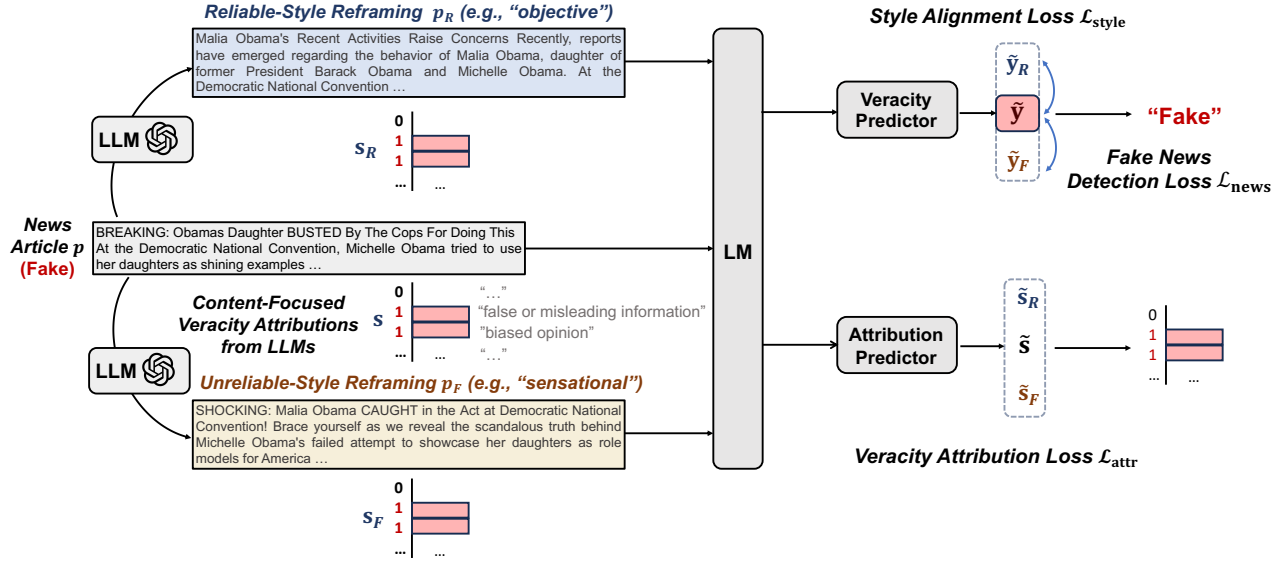 Reliable-Style Reframing p_R (e.g., “objective”)
Malia Obama's Recent Activities Raise Concerns Recently, reports
have emerged regarding the behavior of Malia Obama, daughter of
former President Barack Obama and Michelle Obama. At the
Democratic National Convention ...
LLM
s_R
0
1
1
...
...
News
Article p
(Fake)
BREAKING: Obamas Daughter BUSTED By The Cops For Doing This
At the Democratic National Convention, Michelle Obama tried to use
her daughters as shining examples ...
Content-Focused
Veracity Attributions
from LLMs
s
0
1
1
...
...
“...”
“false or misleading information”
“biased opinion”
“...”
LLM
Unreliable-Style Reframing p_F (e.g., “sensational”)
SHOCKING: Malia Obama CAUGHT in the Act at Democratic National
Convention! Brace yourself as we reveal the scandalous truth behind
Michelle Obama's failed attempt to showcase her daughters as role
models for America ...
s_F
0
1
1
...
...
LM
Style Alignment Loss ℒ_style
Veracity
Predictor
ỹ_R
ỹ
ỹ_F
“Fake”
Fake News
Detection Loss ℒ_news
Attribution
Predictor
s̃_R
s̃
s̃_F
0
1
1
...
...
Veracity Attribution Loss ℒ_attr